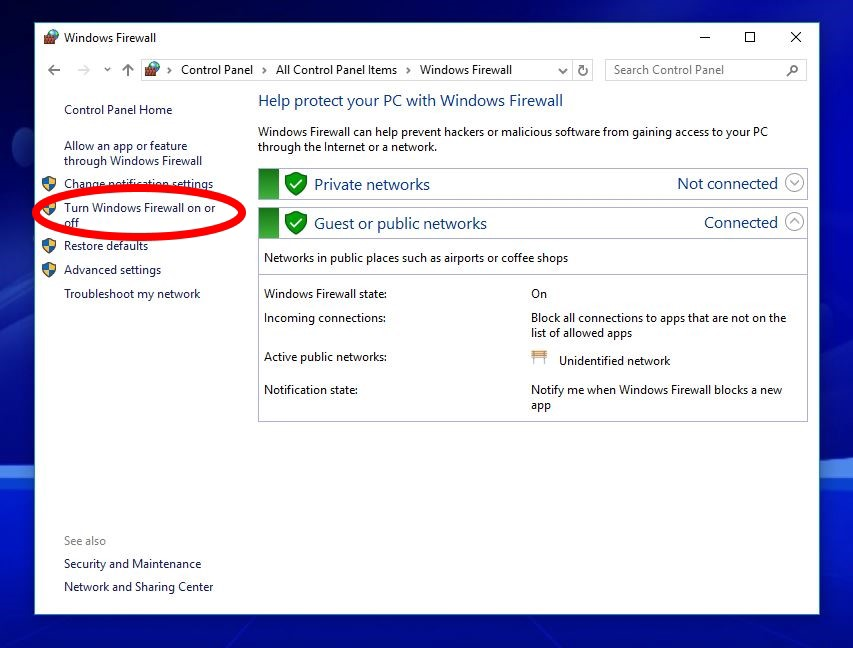 Windows Firewall
Control Panel > All Control Panel Items > Windows Firewall
Search Control Panel
Control Panel Home
Allow an app or feature
through Windows Firewall
Change notification settings
Turn Windows Firewall on or
off
Restore defaults
Advanced settings
Troubleshoot my network
Help protect your PC with Windows Firewall
Windows Firewall can help prevent hackers or malicious software from gaining access to your PC
through the Internet or a network.
Private networks Not connected
Guest or public networks Connected
Networks in public places such as airports or coffee shops
Windows Firewall state: On
Incoming connections: Block all connections to apps that are not on the
list of allowed apps
Active public networks: Unidentified network
Notification state: Notify me when Windows Firewall blocks a new
app
See also
Security and Maintenance
Network and Sharing Center